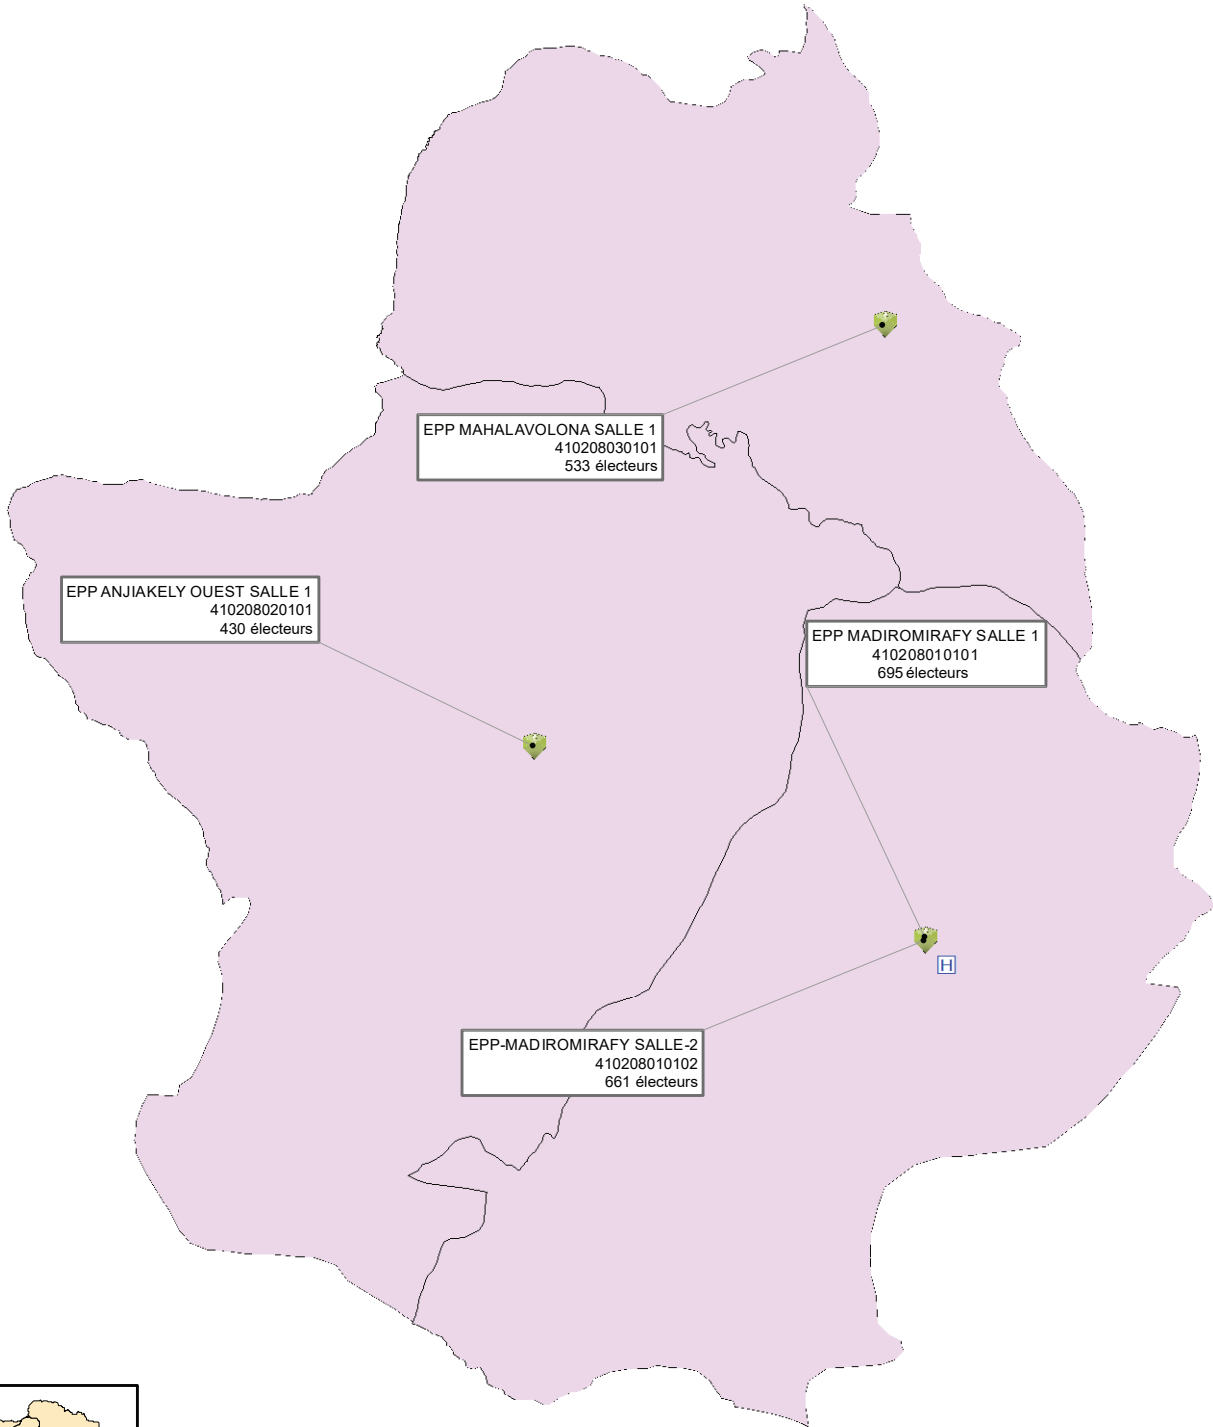 EPP MAHALAVOLONA SALLE 1
410208030101
533 électeurs
EPP ANJIAKELY OUEST SALLE 1
410208020101
430 électeurs
EPP MADIROMIRAFY SALLE 1
410208010101
695 électeurs
H
EPP-MADIROMIRAFY SALLE-2
410208010102
661 électeurs